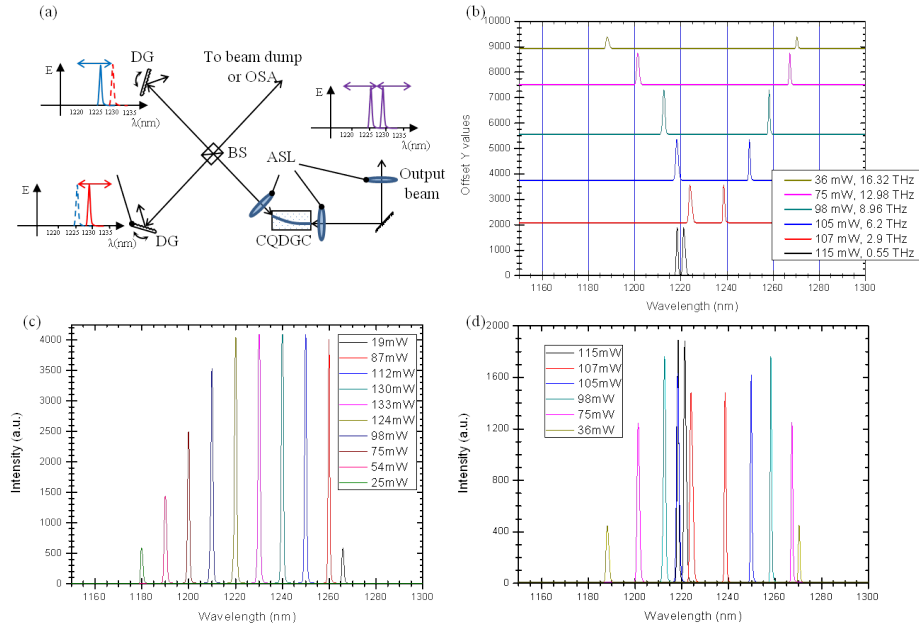 (a)
DG
To beam dump
or OSA
E
1220 1225 1230 1235
λ(nm)
E
1220 1225 1230 1235
λ(nm)
BS
ASL
Output
beam
E
1220 1225 1230 1235
λ(nm)
DG
CQDGC
(b)
10000
9000
8000
7000
6000
5000
4000
3000
2000
1000
0
Offset Y values
36 mW, 16.32 THz
75 mW, 12.98 THz
98 mW, 8.96 THz
105 mW, 6.2 THz
107 mW, 2.9 THz
115 mW, 0.55 THz
1160 1180 1200 1220 1240 1260 1280 1300
Wavelength (nm)
(c)
4000
3500
3000
2500
2000
1500
1000
500
0
Intensity (a.u.)
19mW
87mW
112mW
130mW
133mW
124mW
98mW
75mW
54mW
25mW
1160 1180 1200 1220 1240 1260 1280 1300
Wavelength (nm)
(d)
2000
1600
1200
800
400
0
Intensity (a.u.)
115mW
107mW
105mW
98mW
75mW
36mW
1160 1180 1200 1220 1240 1260 1280 1300
Wavelength (nm)